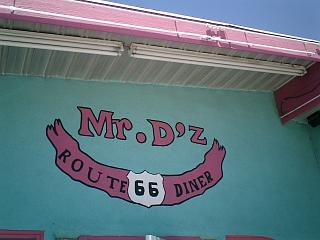 Mr. D'z
ROUTE 66 DINER